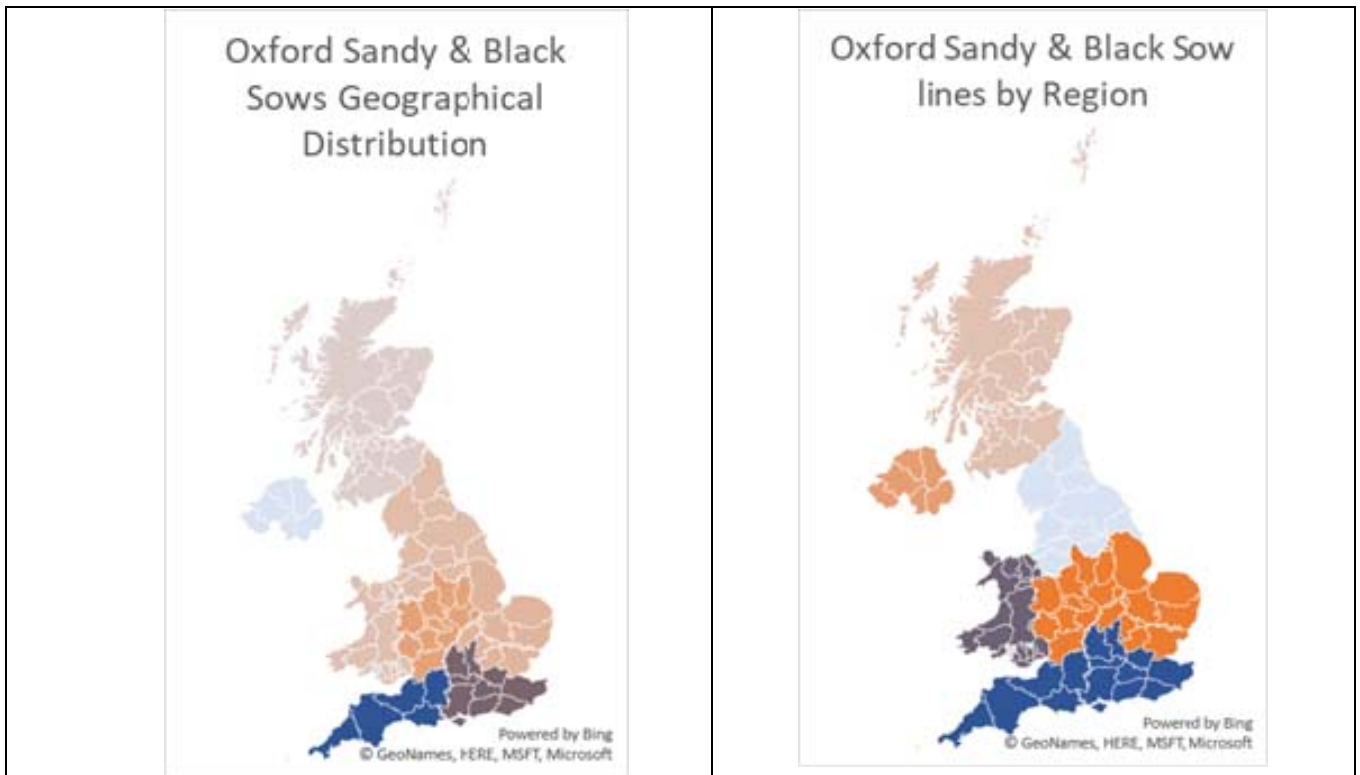 Oxford Sandy & Black
Sows Geographical
Distribution
Powered by Bing
© GeoNames, HERE, MSFT, Microsoft
Oxford Sandy & Black Sow
lines by Region
Powered by Bing
© GeoNames, HERE, MSFT, Microsoft